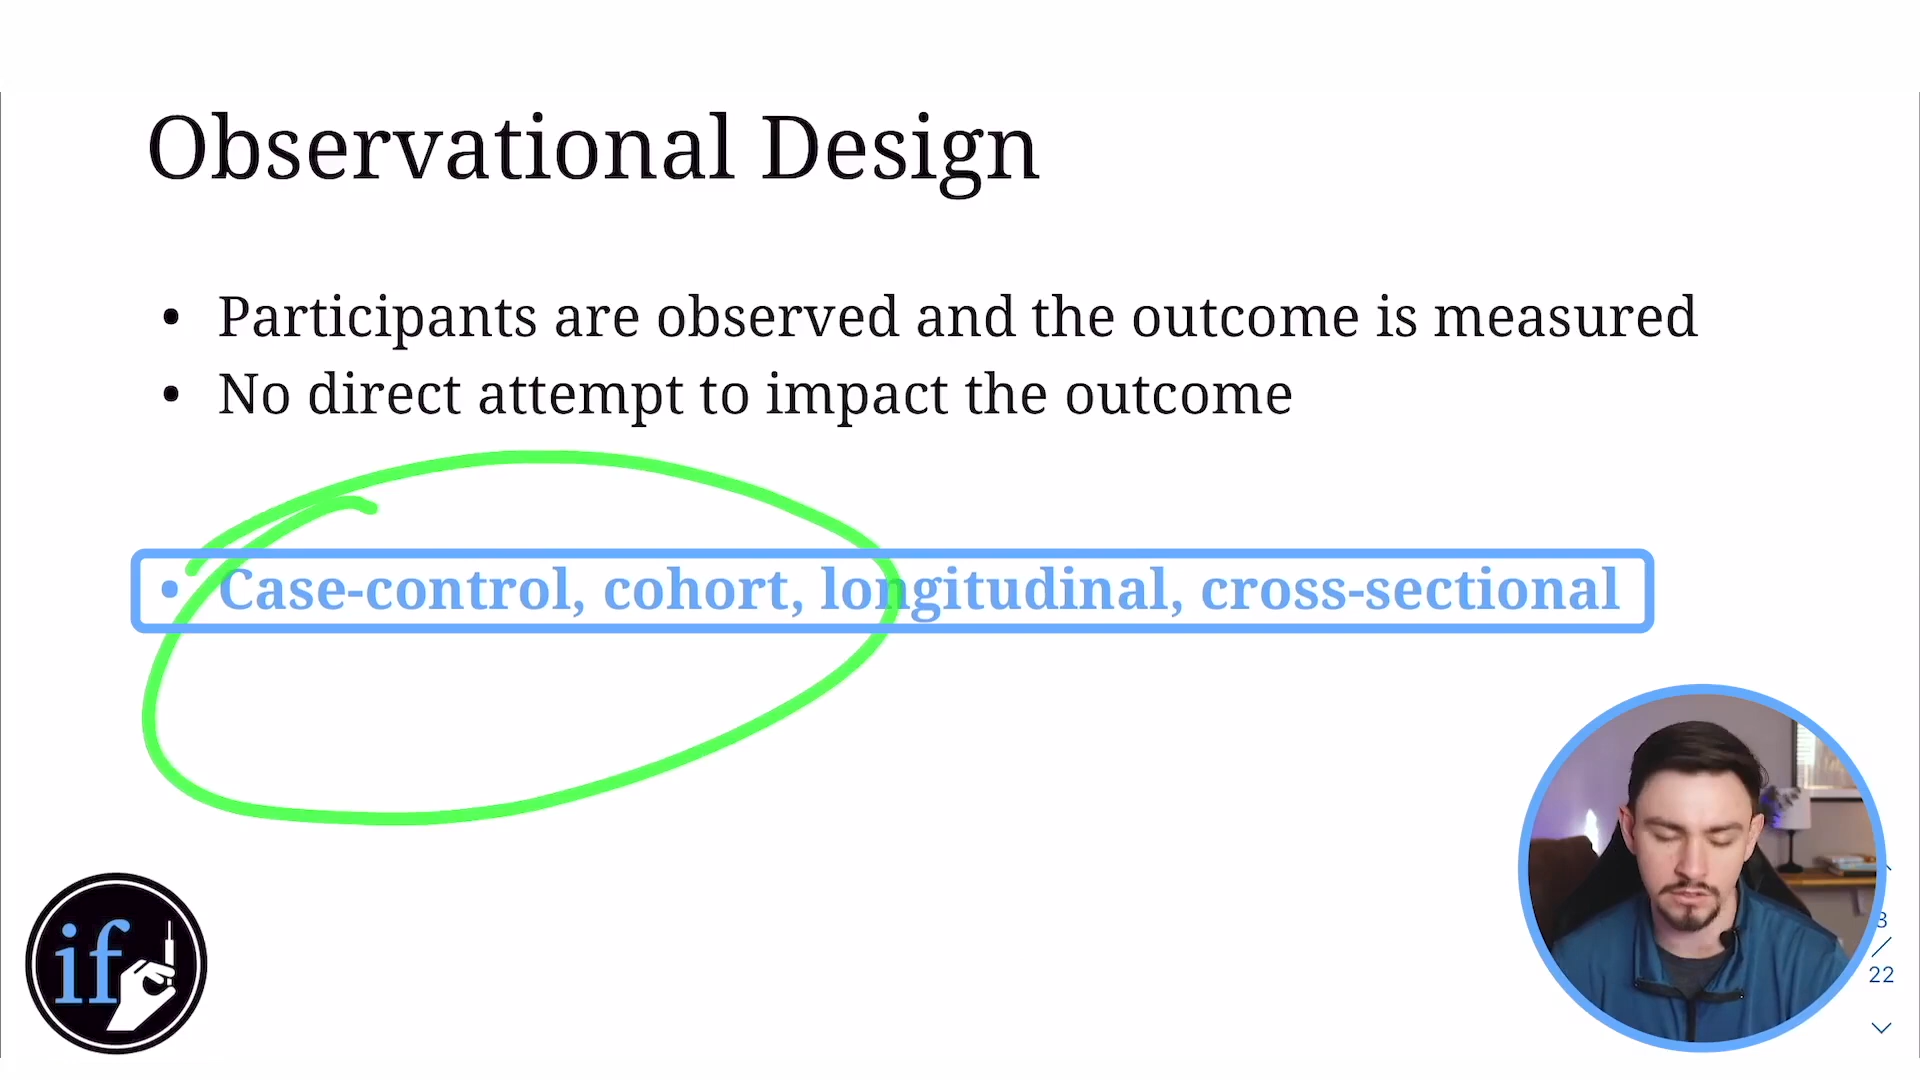 Observational Design
• Participants are observed and the outcome is measured
• No direct attempt to impact the outcome
• Case-control, cohort, longitudinal, cross-sectional
if
/
22